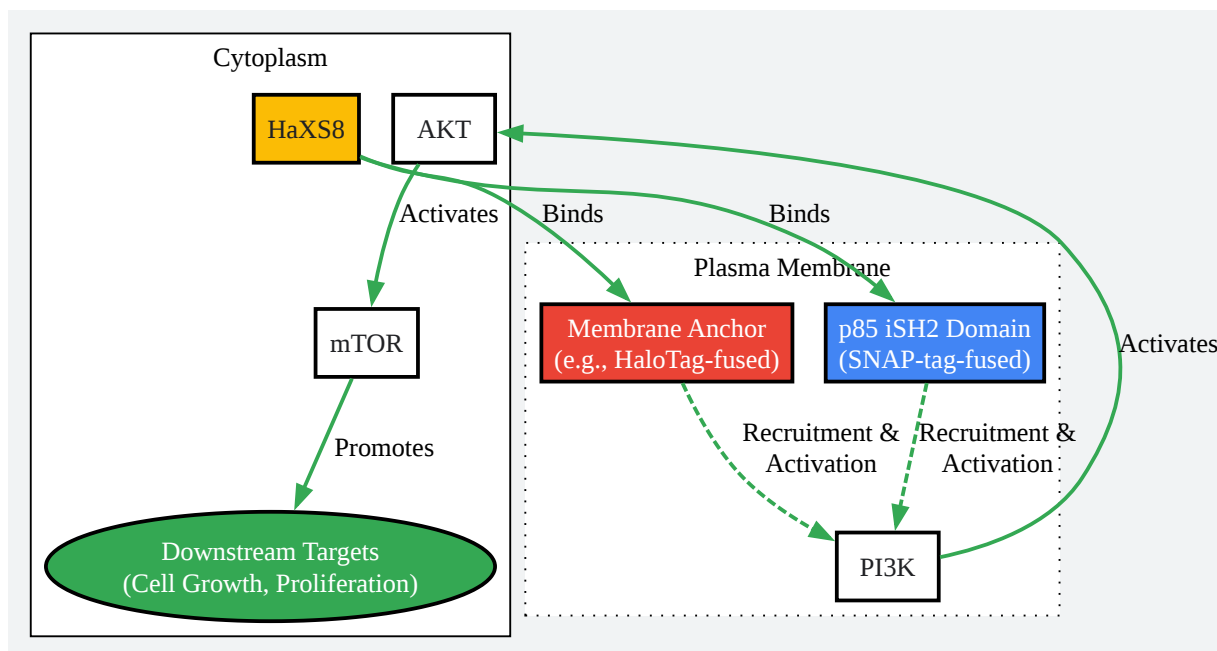 Cytoplasm
HaXS8
AKT
Activates
Binds
Binds
Plasma Membrane
Membrane Anchor
(e.g., HaloTag-fused)
p85 iSH2 Domain
(SNAP-tag-fused)
mTOR
Activates
Promotes
Recruitment &
Activation
Recruitment &
Activation
Downstream Targets
(Cell Growth, Proliferation)
PI3K